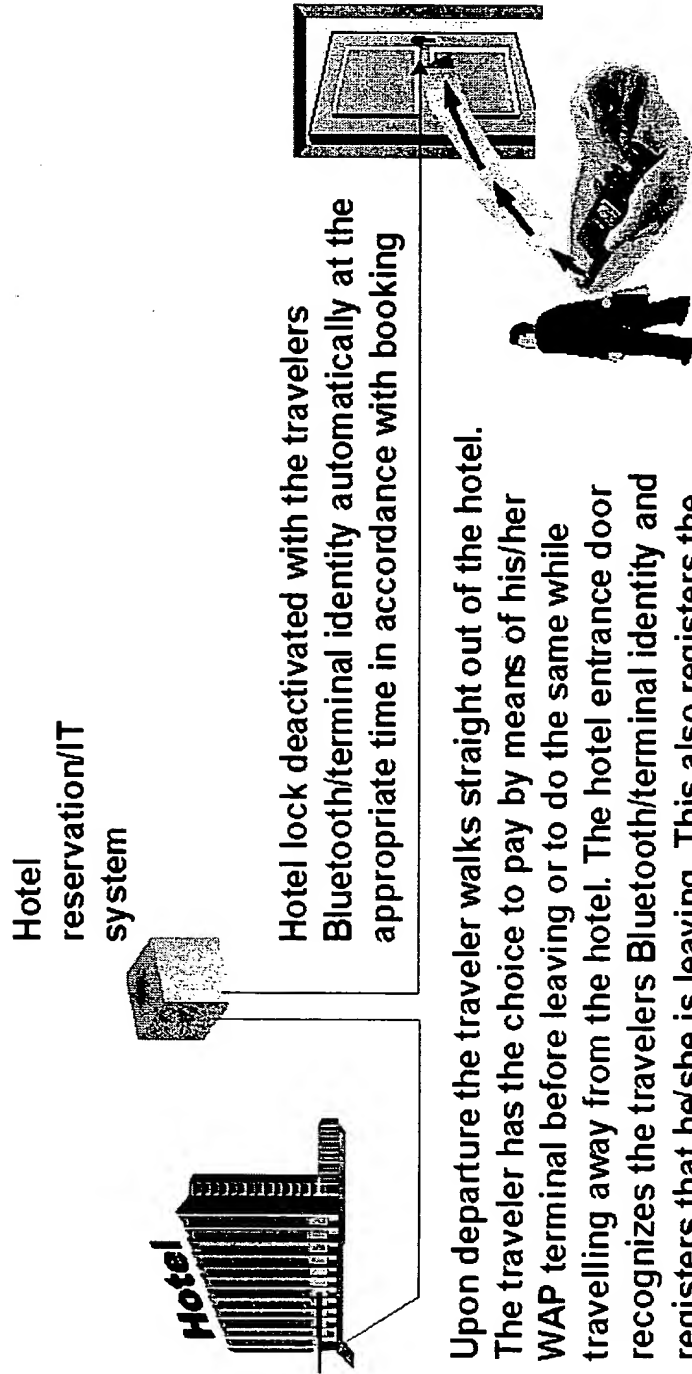 Hotel
reservation/IT
system
Hotel
Hotel lock deactivated with the travelers
Bluetooth/terminal identity automatically at the
appropriate time in accordance with booking
Upon departure the traveler walks straight out of the hotel.
The traveler has the choice to pay by means of his/her
WAP terminal before leaving or to do the same while
travelling away from the hotel. The hotel entrance door
recognizes the travelers Bluetooth/terminal identity and
registers that he/she is leaving. This also registers the